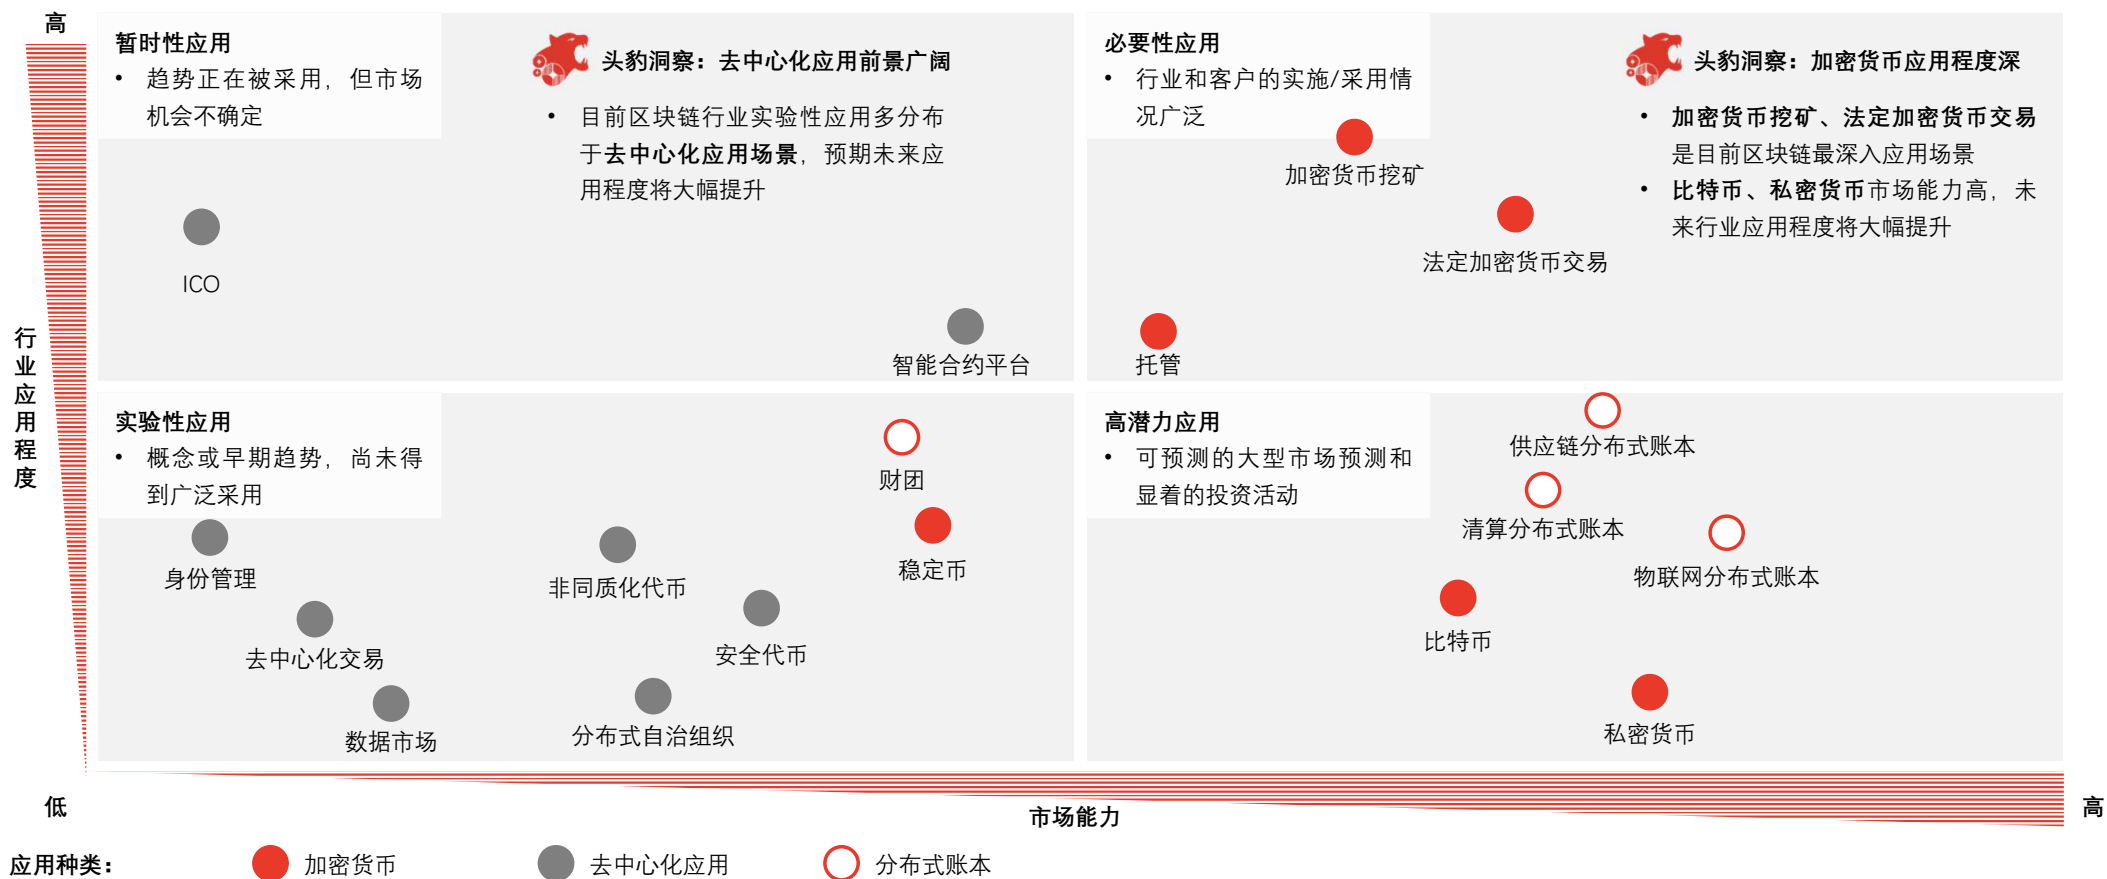 高
暂时性应用
• 趋势正在被采用，但市场
机会不确定
头豹洞察：去中心化应用前景广阔
• 目前区块链行业实验性应用多分布
于去中心化应用场景，预期未来应
用程度将大幅提升
ICO
智能合约平台
必要性应用
• 行业和客户的实施/采用情
况广泛
头豹洞察：加密货币应用程度深
• 加密货币挖矿、法定加密货币交易
是目前区块链最深入应用场景
• 比特币、私密货币市场能力高，未
来行业应用程度将大幅提升
加密货币挖矿
法定加密货币交易
托管
行业应用程度
实验性应用
• 概念或早期趋势，尚未得
到广泛采用
财团
稳定币
身份管理
非同质化代币
去中心化交易
安全代币
数据市场
分布式自治组织
高潜力应用
• 可预测的大型市场预测和
显着的投资活动
供应链分布式账本
清算分布式账本
物联网分布式账本
比特币
私密货币
低
市场能力
高
应用种类：
加密货币
去中心化应用
分布式账本